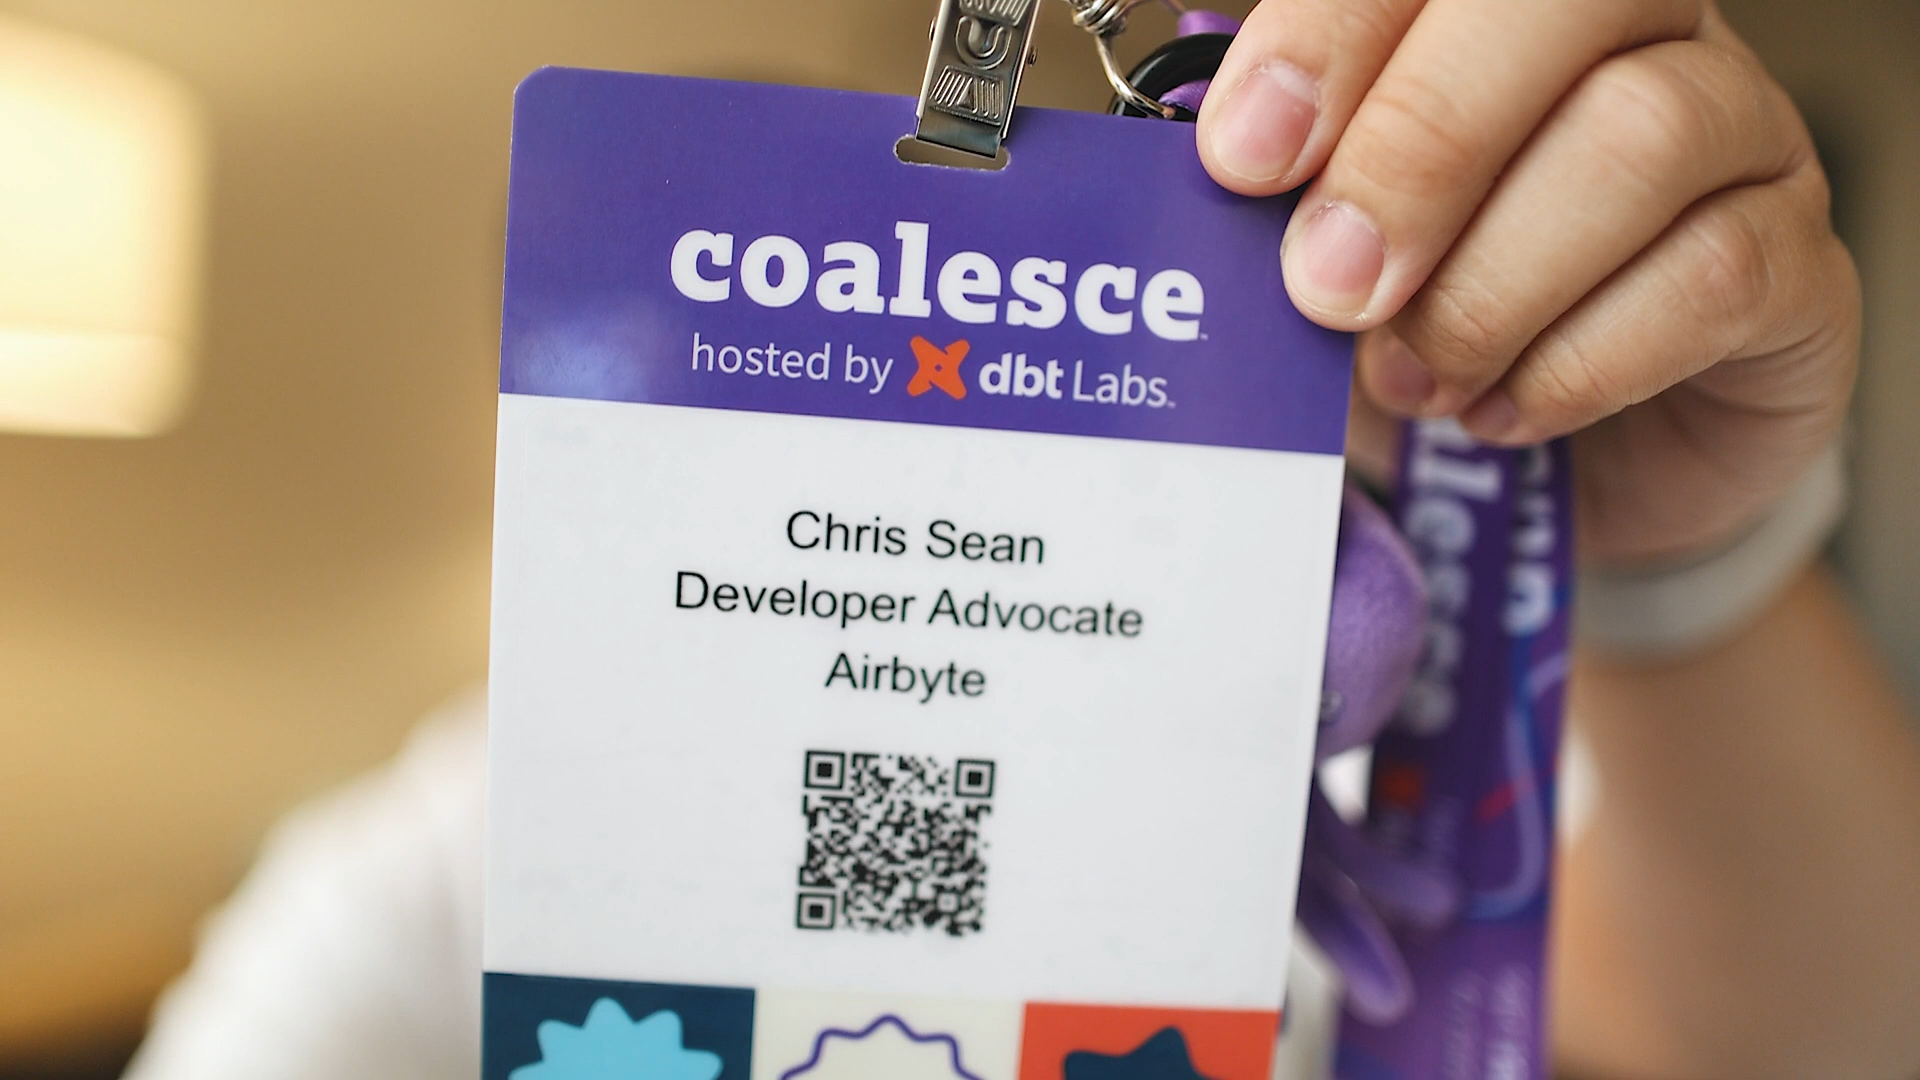 coalesce
hosted by dbt Labs
Chris Sean
Developer Advocate
Airbyte